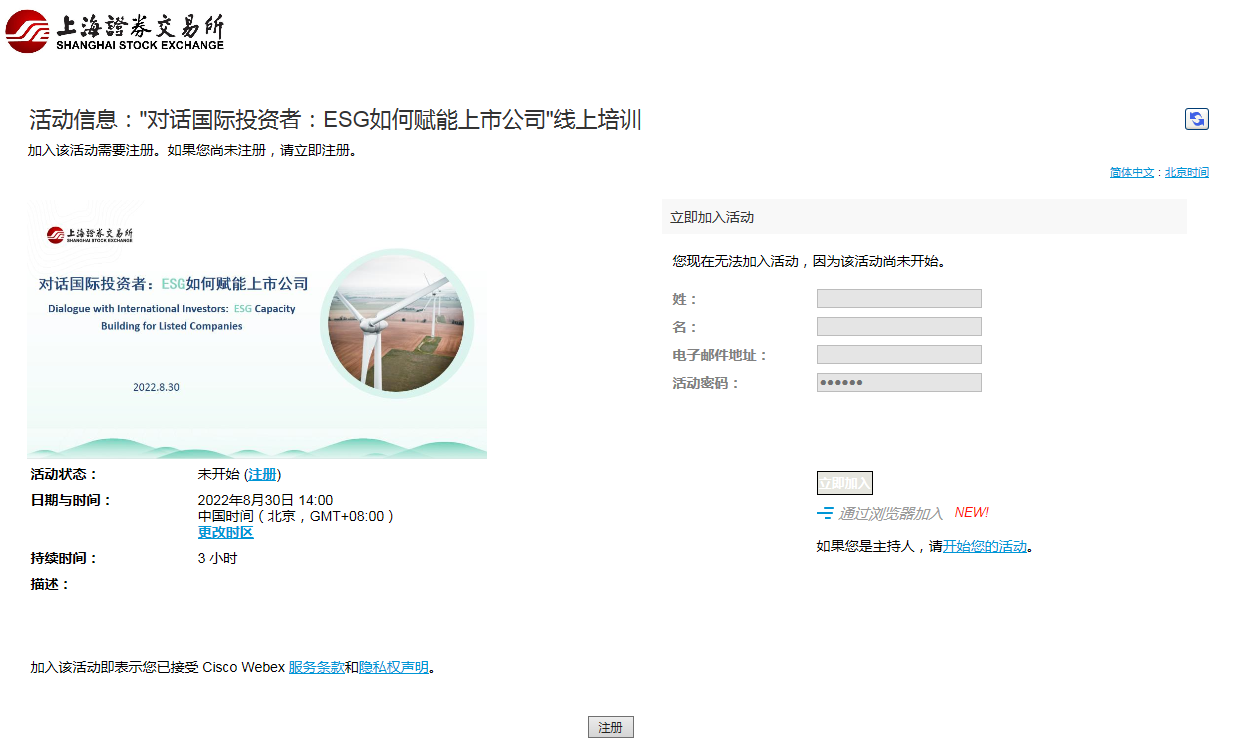 上海證券交易所
SHANGHAI STOCK EXCHANGE
活动信息："对话国际投资者：ESG如何赋能上市公司"线上培训
加入该活动需要注册。如果您尚未注册，请立即注册。
简体中文：北京时间
上海證券交易所
SHANGHAI STOCK EXCHANGE
对话国际投资者：ESG如何赋能上市公司
Dialogue with International Investors: ESG Capacity
Building for Listed Companies
2022.8.30
活动状态：
未开始 (注册)
日期与时间：
2022年8月30日 14:00
中国时间（北京，GMT+08:00）
更改时区
持续时间：
3 小时
描述：
立即加入活动
您现在无法加入活动，因为该活动尚未开始。
姓：
名：
电子邮件地址：
活动密码：
••••••
立即加入
通过浏览器加入 NEW!
如果您是主持人，请开始您的活动。
加入该活动即表示您已接受 Cisco Webex 服务条款和隐私权声明。
注册